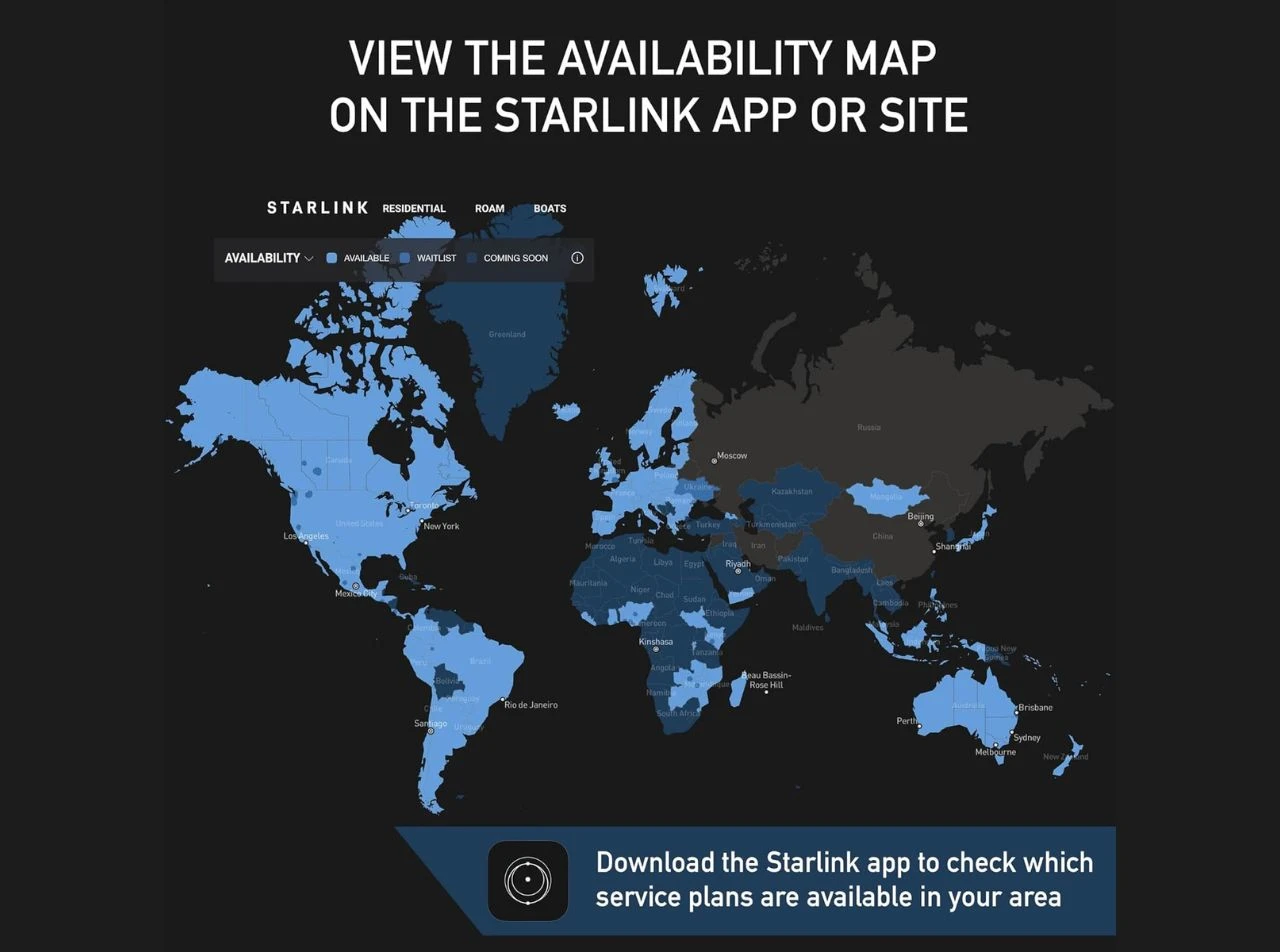 VIEW THE AVAILABILITY MAP
ON THE STARLINK APP OR SITE
STARLINK RESIDENTIAL ROAM BOATS
AVAILABILITY AVAILABLE WAITLIST COMING SOON
Greenland
Russia
Sweden
Norway
Moscow
Canada
Poland
Ukraine
Kazakhstan
Mongolia
France
Toronto
Beijing
United States
New York
Turkey
Turkmenistan
Los Angeles
China
Shanghai
Morocco
Tunisia
Iraq
Iran
Algeria
Libya
Egypt
Riyadh
Pakistan
Bangladesh
Cuba
Mauritania
Oman
Laos
Mexico City
Niger
Chad
Sudan
Yemen
Cambodia
Philippines
Ethiopia
Colombia
Maldives
Malaysia
Kinshasa
Papua New
Guinea
Peru
Brazil
Tanzania
Bolivia
Angola
Beau Bassin-
Rose Hill
Namibia
Rio de Janeiro
Chile
South Africa
Australia
Brisbane
Santiago
Uruguay
Perth
Sydney
Melbourne
New Zealand
Download the Starlink app to check which
service plans are available in your area